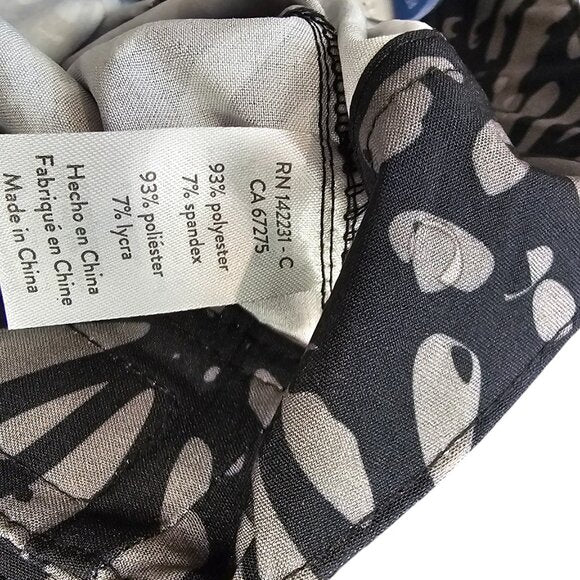 RN 142231 - C
CA 67275
93% polyester
7% spandex
93% poliéster
7% lycra
Hecho en China
Fabriqué en Chine
Made in China